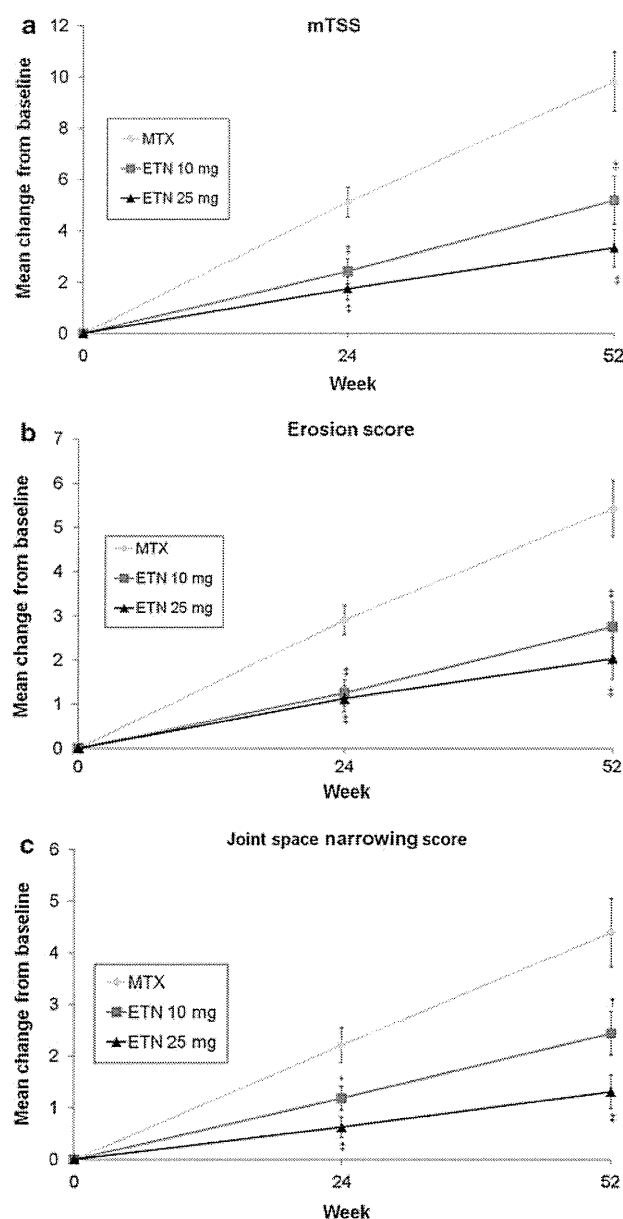 a
mTSS
Mean change from baseline
12
10
8
6
4
2
0
MTX
ETN 10 mg
ETN 25 mg
0
24
52
Week
b
Erosion score
Mean change from baseline
7
6
5
4
3
2
1
0
MTX
ETN 10 mg
ETN 25 mg
0
24
52
Week
c
Joint space narrowing score
Mean change from baseline
6
5
4
3
2
1
0
MTX
ETN 10 mg
ETN 25 mg
0
24
52
Week